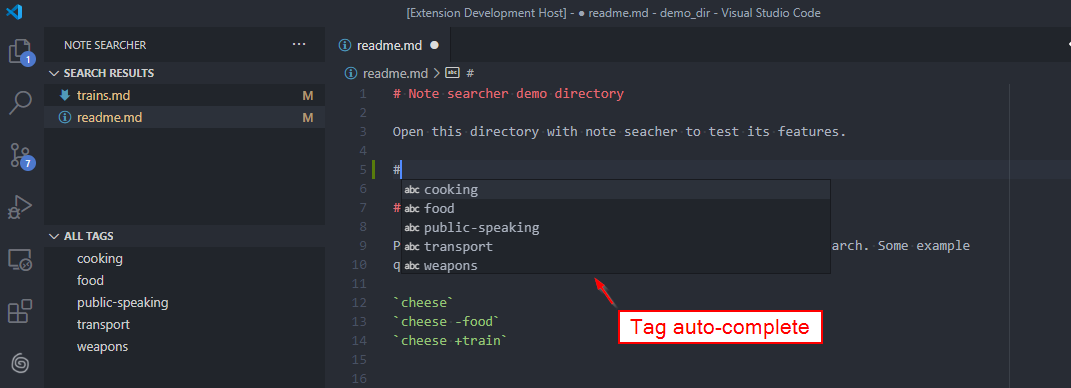 [Extension Development Host] - ● readme.md - demo_dir - Visual Studio Code
1
7
NOTE SEARCHER ···
SEARCH RESULTS
trains.md M
readme.md M
ALL TAGS
cooking
food
public-speaking
transport
weapons
readme.md ●
readme.md > abc #
1 # Note searcher demo directory
2
3 Open this directory with note seacher to test its features.
4
5 #
6
7 #
8
9 P arch. Some example
10 q
11
12 `cheese`
13 `cheese -food`
14 `cheese +train`
15
16
abc cooking
abc food
abc public-speaking
abc transport
abc weapons
Tag auto-complete